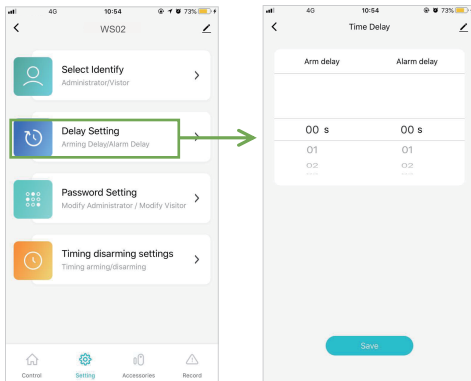 4G 10:54 73%
WS02
Select Identify
Administrator/Vistor
Delay Setting
Arming Delay/Alarm Delay
Password Setting
Modify Administrator / Modify Visitor
Timing disarming settings
Timing arming/disarming
Control Setting Accessories Record
4G 10:54 73%
Time Delay
Arm delay Alarm delay
00 s 00 s
01 01
02 02
Save